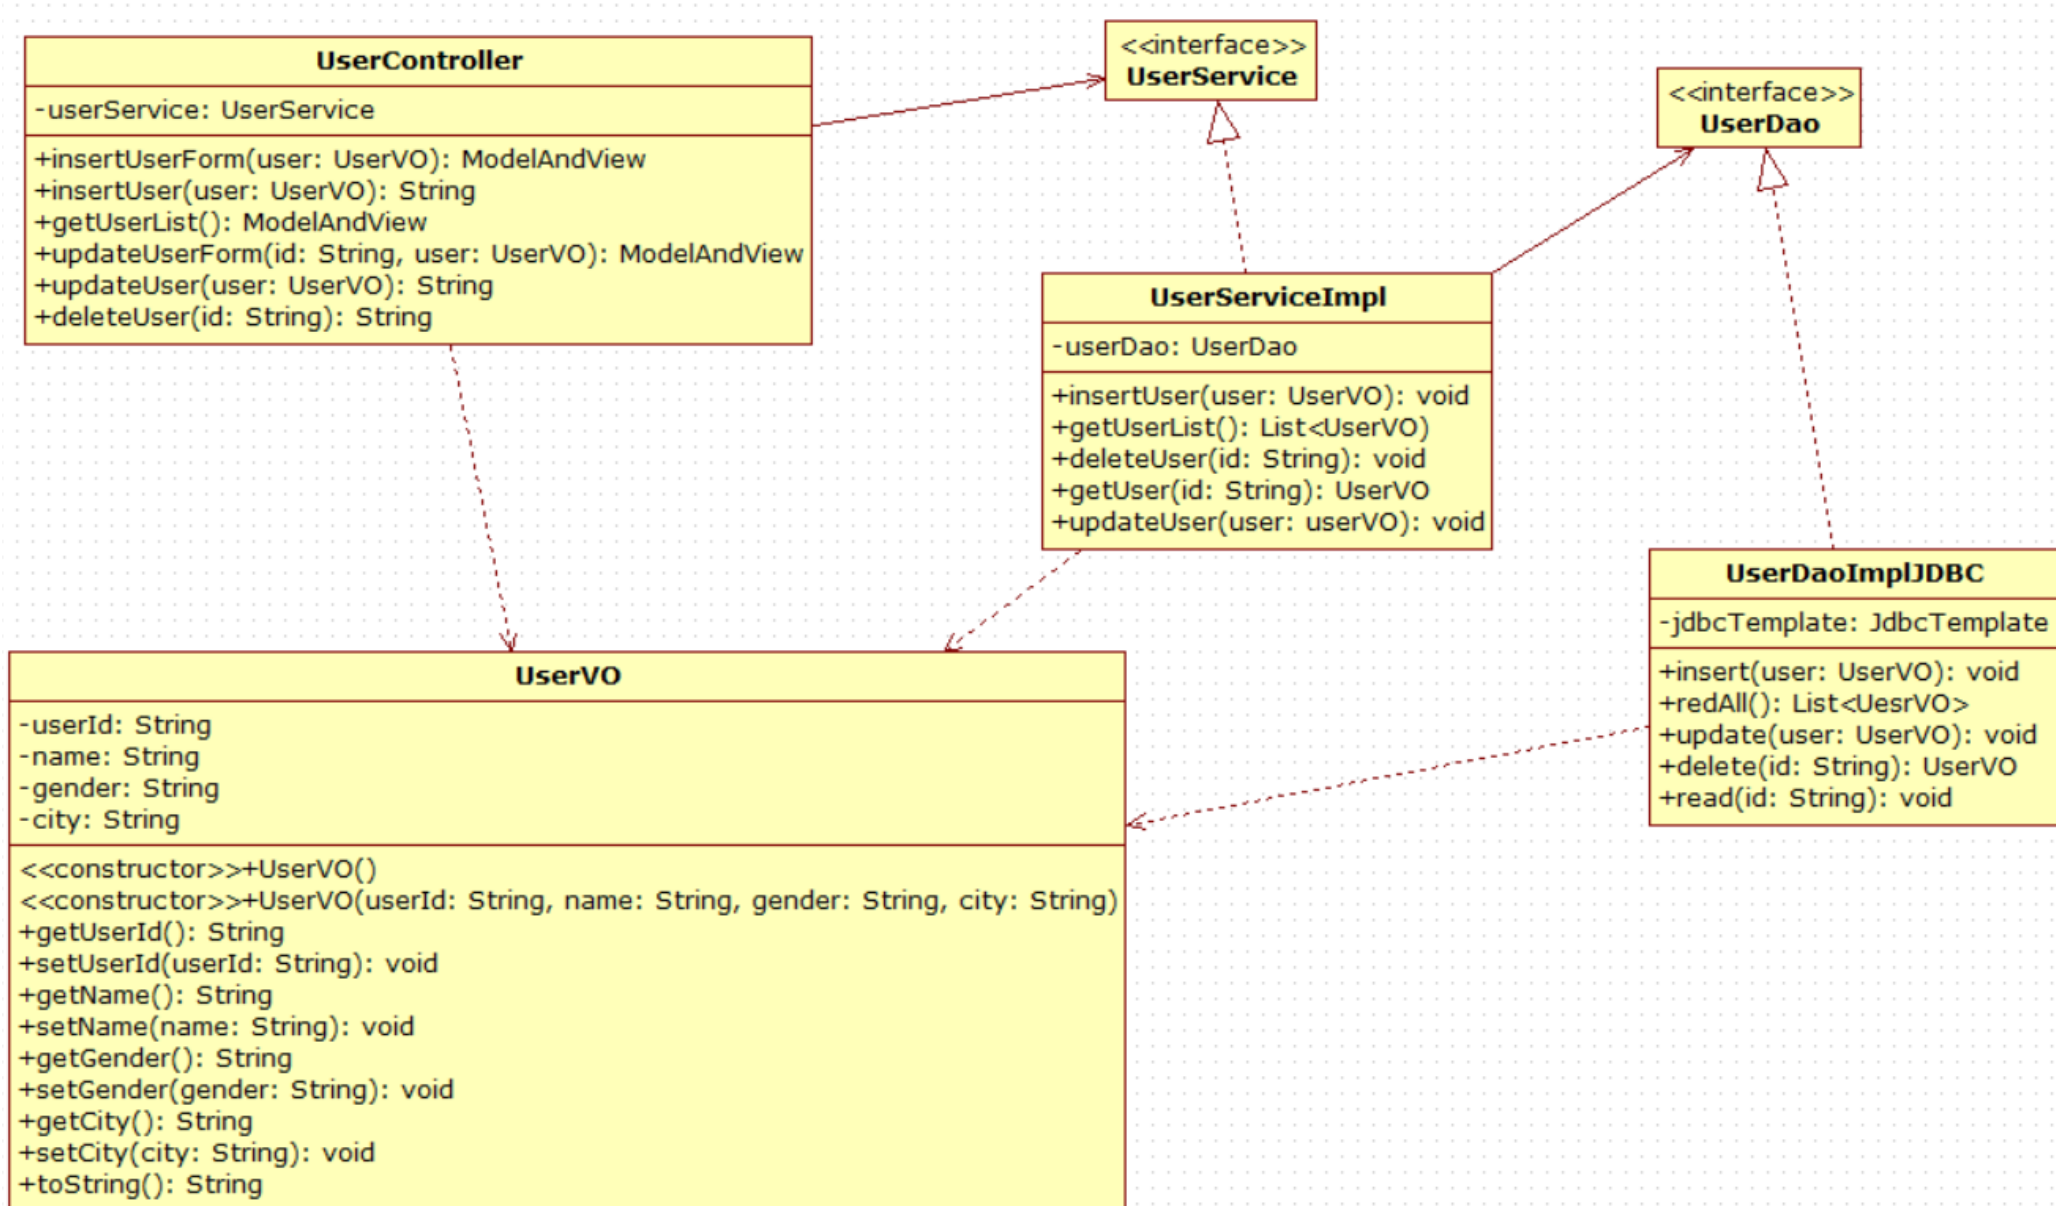 UserController
-userService: UserService
+insertUserForm(user: UserVO): ModelAndView
+insertUser(user: UserVO): String
+getUserList(): ModelAndView
+updateUserForm(id: String, user: UserVO): ModelAndView
+updateUser(user: UserVO): String
+deleteUser(id: String): String
<<interface>>
UserService
<<interface>>
UserDao
UserServiceImpl
-userDao: UserDao
+insertUser(user: UserVO): void
+getUserList(): List<UserVO)
+deleteUser(id: String): void
+getUser(id: String): UserVO
+updateUser(user: userVO): void
UserDaoImplJDBC
-jdbcTemplate: JdbcTemplate
+insert(user: UserVO): void
+redAll(): List<UesrVO>
+update(user: UserVO): void
+delete(id: String): UserVO
+read(id: String): void
UserVO
-userId: String
-name: String
-gender: String
-city: String
<<constructor>>+UserVO()
<<constructor>>+UserVO(userId: String, name: String, gender: String, city: String)
+getUserId(): String
+setUserId(userId: String): void
+getName(): String
+setName(name: String): void
+getGender(): String
+setGender(gender: String): void
+getCity(): String
+setCity(city: String): void
+toString(): String